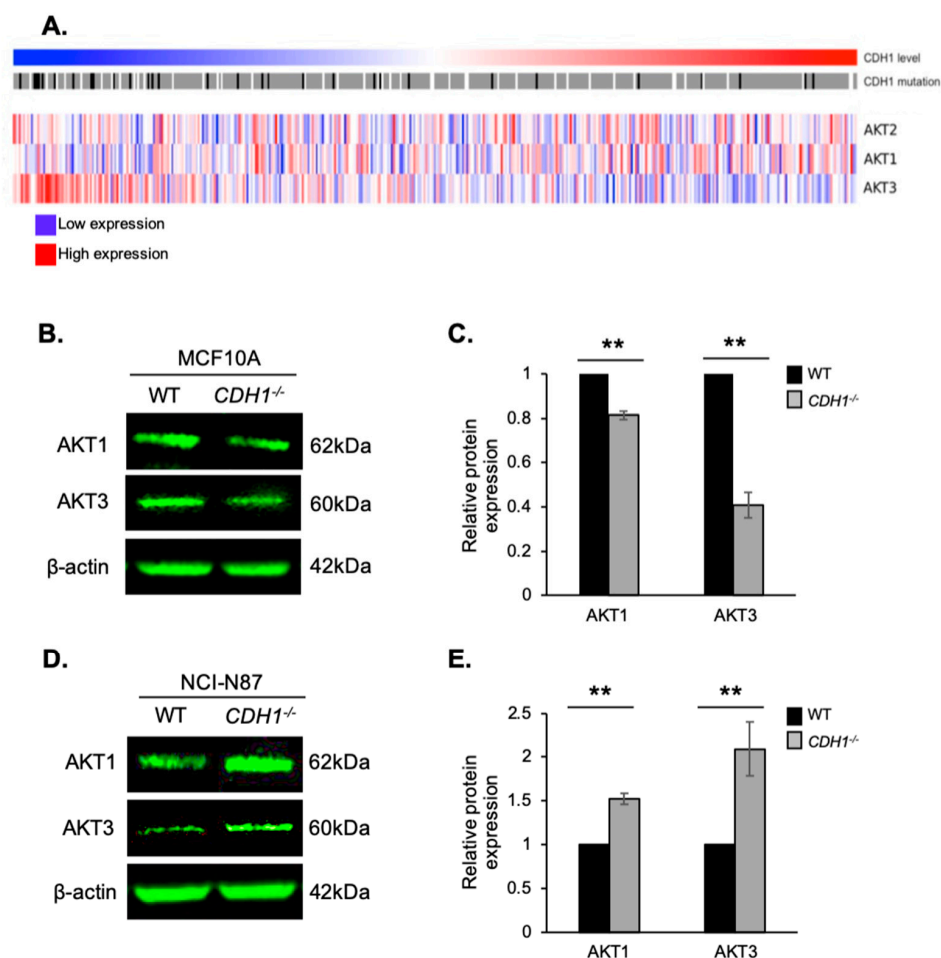 A.
CDH1 level
CDH1 mutation
AKT2
AKT1
AKT3
Low expression
High expression
B.
MCF10A
WT CDH1-/-
AKT1 62kDa
AKT3 60kDa
β-actin 42kDa
C.
** **
WT
CDH1-/-
Relative protein
expression
1
0.8
0.6
0.4
0.2
0
AKT1 AKT3
D.
NCI-N87
WT CDH1-/-
AKT1 62kDa
AKT3 60kDa
β-actin 42kDa
E.
** **
WT
CDH1-/-
Relative protein
expression
2.5
2
1.5
1
0.5
0
AKT1 AKT3